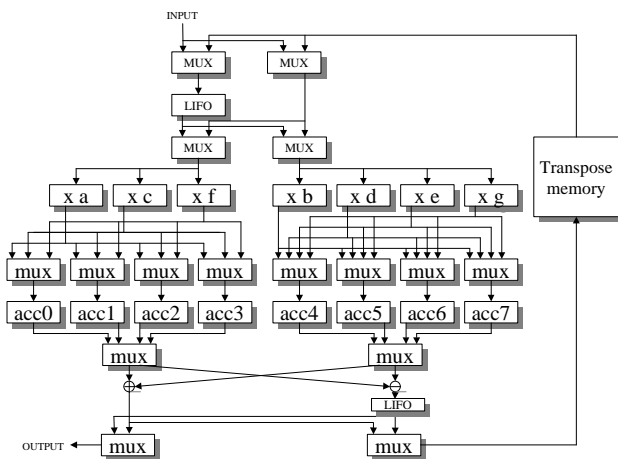 INPUT
MUX MUX
LIFO
MUX MUX
Transpose
memory
x a x c x f x b x d x e x g
mux mux mux mux mux mux mux mux
acc0 acc1 acc2 acc3 acc4 acc5 acc6 acc7
mux mux
LIFO
OUTPUT mux mux